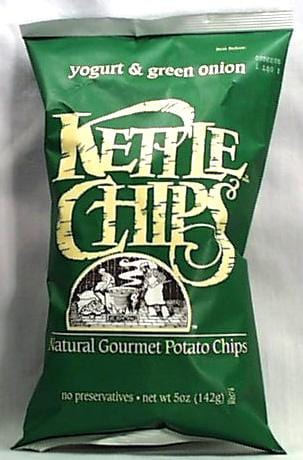 yogurt & green onion
KETTLE
CHIPS
Natural Gourmet Potato Chips
no preservatives • net wt 5oz (142g)